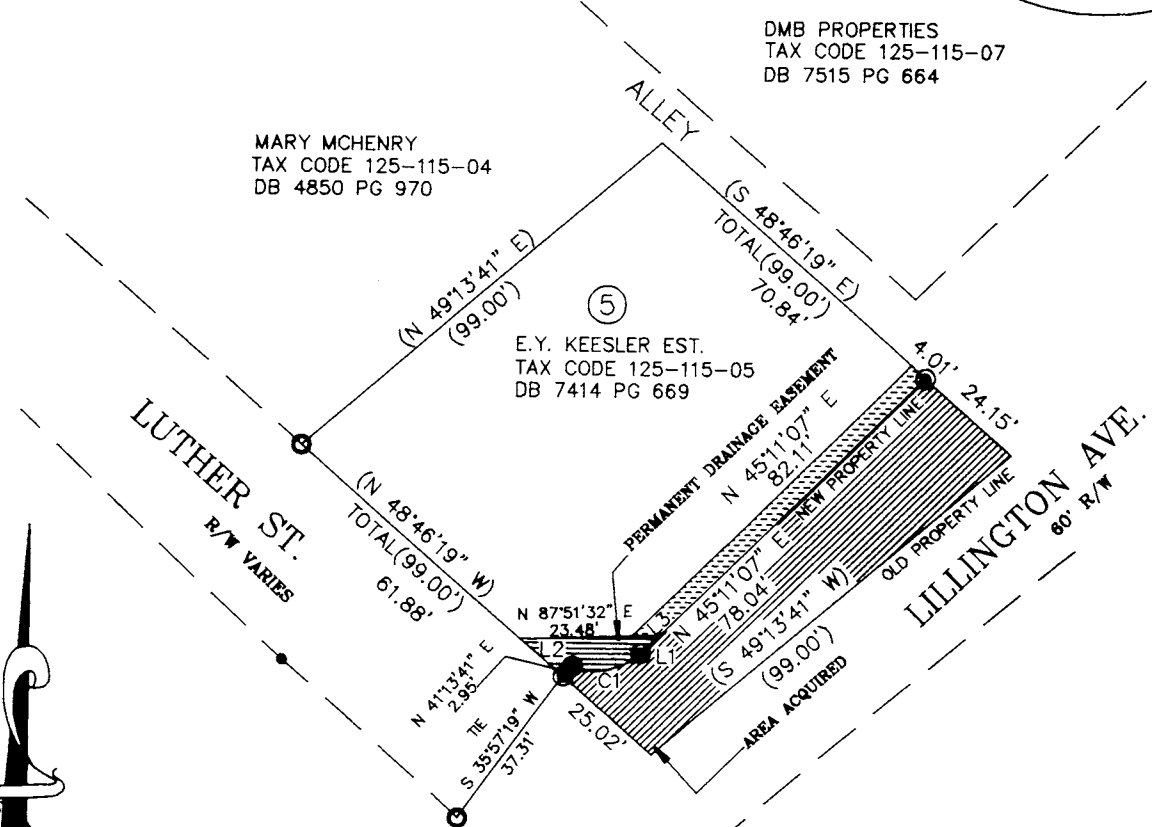 DMB PROPERTIES
TAX CODE 125-115-07
DB 7515 PG 664
ALLEY
MARY MCHENRY
TAX CODE 125-115-04
DB 4850 PG 970
(S 48°46'19" E)
TOTAL(99.00')
70.84'
(N 49°13'41" E)
(99.00')
5
E.Y. KEESLER EST.
TAX CODE 125-115-05
DB 7414 PG 669
4.01'
24.15'
PERMANENT DRAINAGE EASEMENT
N 45°11'07" E
82.11'
NEW PROPERTY LINE
N 45°11'07" E
78.04'
OLD PROPERTY LINE
(S 49°13'41" W)
(99.00')
LILLINGTON AVE.
60' R/W
LUTHER ST.
R/W VARIES
(N 48°46'19" W)
TOTAL(99.00')
61.88'
N 87°51'32" E
23.48'
L3
L2
L1
C1
N 41°13'41" E
2.95'
TIE
S 35°57'19" W
37.31'
25.02'
AREA ACQUIRED